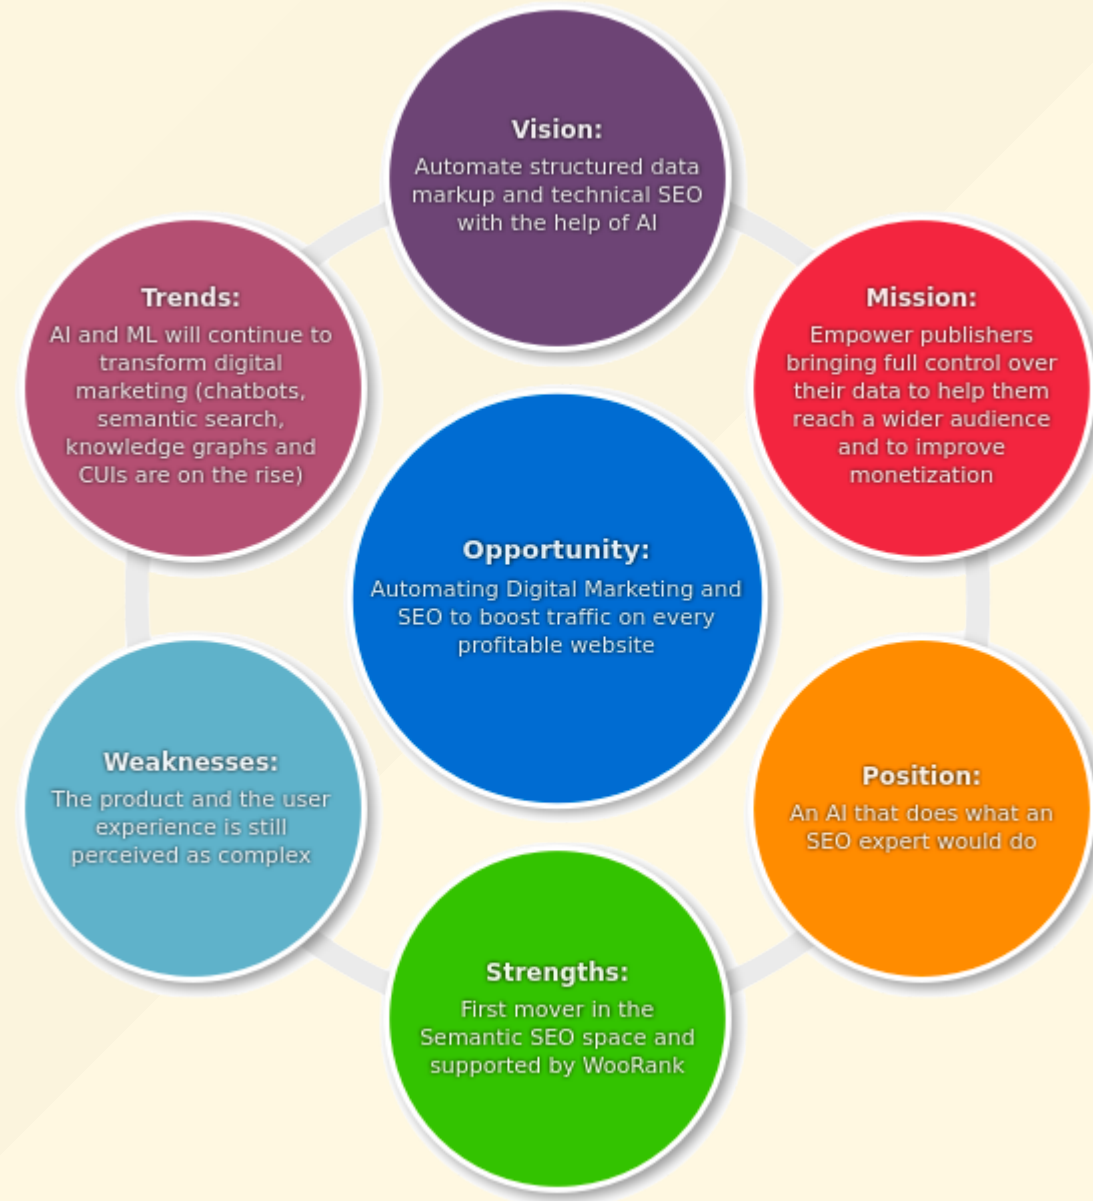 Vision:
Automate structured data
markup and technical SEO
with the help of AI
Mission:
Empower publishers
bringing full control over
their data to help them
reach a wider audience
and to improve
monetization
Position:
An AI that does what an
SEO expert would do
Strengths:
First mover in the
Semantic SEO space and
supported by WooRank
Weaknesses:
The product and the user
experience is still
perceived as complex
Trends:
AI and ML will continue to
transform digital
marketing (chatbots,
semantic search,
knowledge graphs and
CUIs are on the rise)
Opportunity:
Automating Digital Marketing and
SEO to boost traffic on every
profitable website